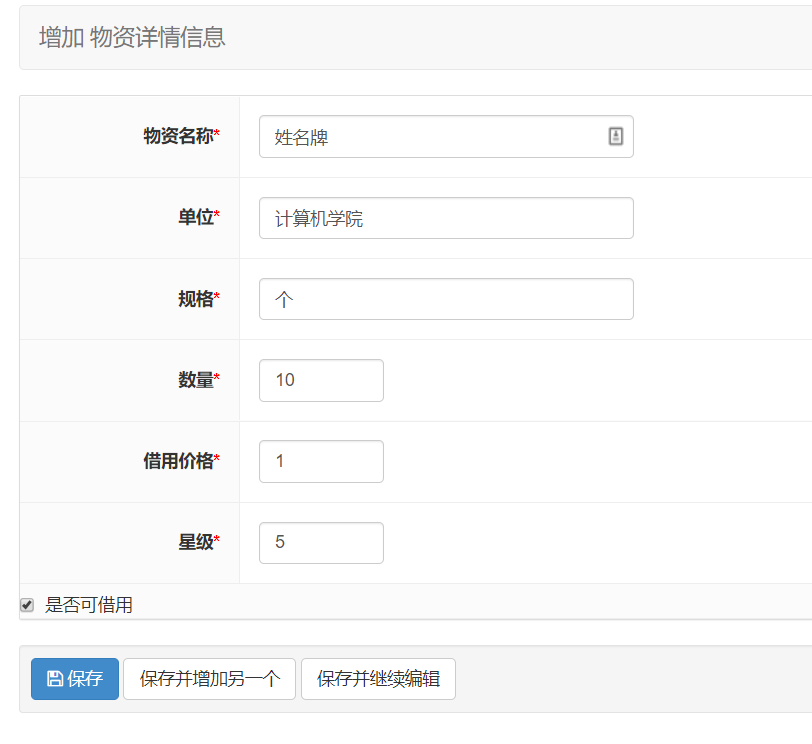 增加 物资详情信息
物资名称* 姓名牌
单位* 计算机学院
规格* 个
数量* 10
借用价格* 1
星级* 5
是否可借用
保存 保存并增加另一个 保存并继续编辑